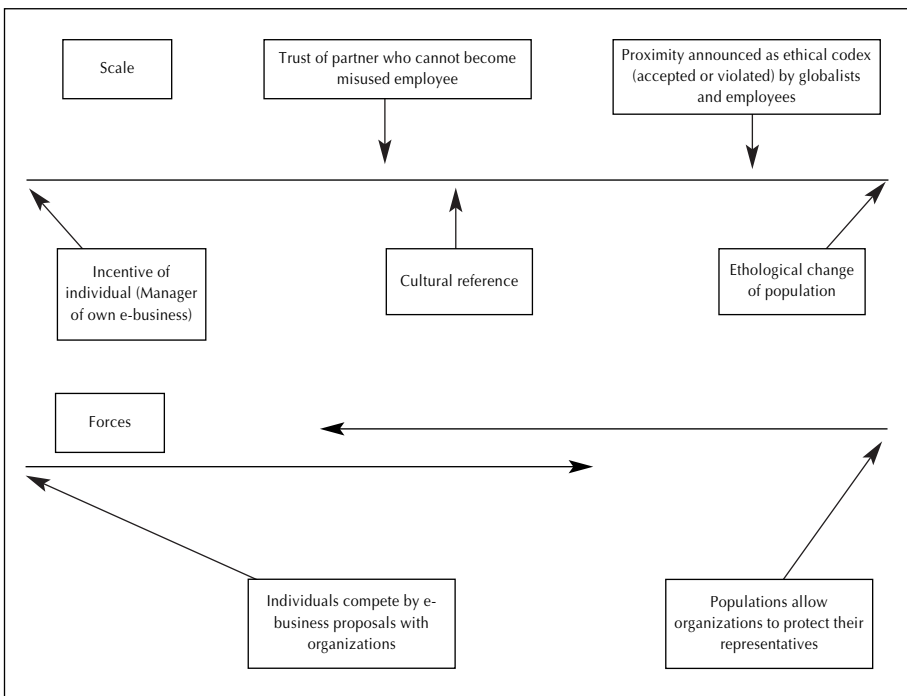 Scale
Trust of partner who cannot become
misused employee
Proximity announced as ethical codex
(accepted or violated) by globalists
and employees
Incentive of
individual (Manager
of own e-business)
Cultural reference
Ethological change
of population
Forces
Individuals compete by e-
business proposals with
organizations
Populations allow
organizations to protect their
representatives